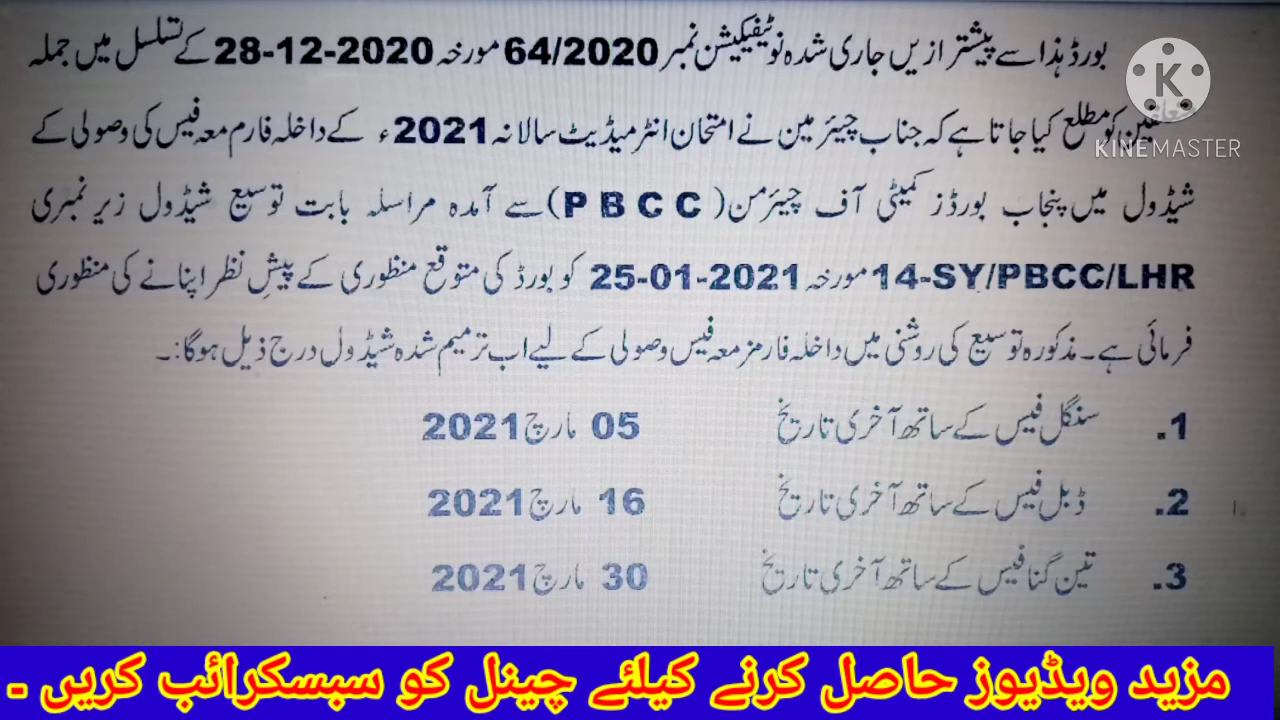 بورڈ ہذا سے پیشتر ازیں جاری شدہ نوٹیفیکیشن نمبر 64/2020 مورخہ 28-12-2020 کے تسلسل میں جملہ
کو مطلع کیا جاتا ہے کہ جناب چیئرمین نے امتحان انٹرمیڈیٹ سالانہ 2021ء کے داخلہ فارم معہ فیس کی وصولی کے
شیڈول میں پنجاب بورڈز کمیٹی آف چیئرمن (PBCC) سے آمدہ مراسلہ بابت توسیع شیڈول زیر نمبری
14-SY/PBCC/LHR مورخہ 25-01-2021 کو بورڈ کی متوقع منظوری کے پیشِ نظر اپنانے کی منظوری
فرمائی ہے۔ مذکورہ توسیع کی روشنی میں داخلہ فارمز معہ فیس وصولی کے لیے اب ترمیم شدہ شیڈول درج ذیل ہوگا:۔
1. سنگل فیس کے ساتھ آخری تاریخ 05 مارچ 2021
2. ڈبل فیس کے ساتھ آخری تاریخ 16 مارچ 2021
3. تین گنا فیس کے ساتھ آخری تاریخ 30 مارچ 2021
مزید ویڈیوز حاصل کرنے کیلئے چینل کو سبسکرائب کریں ۔
K
KINEMASTER